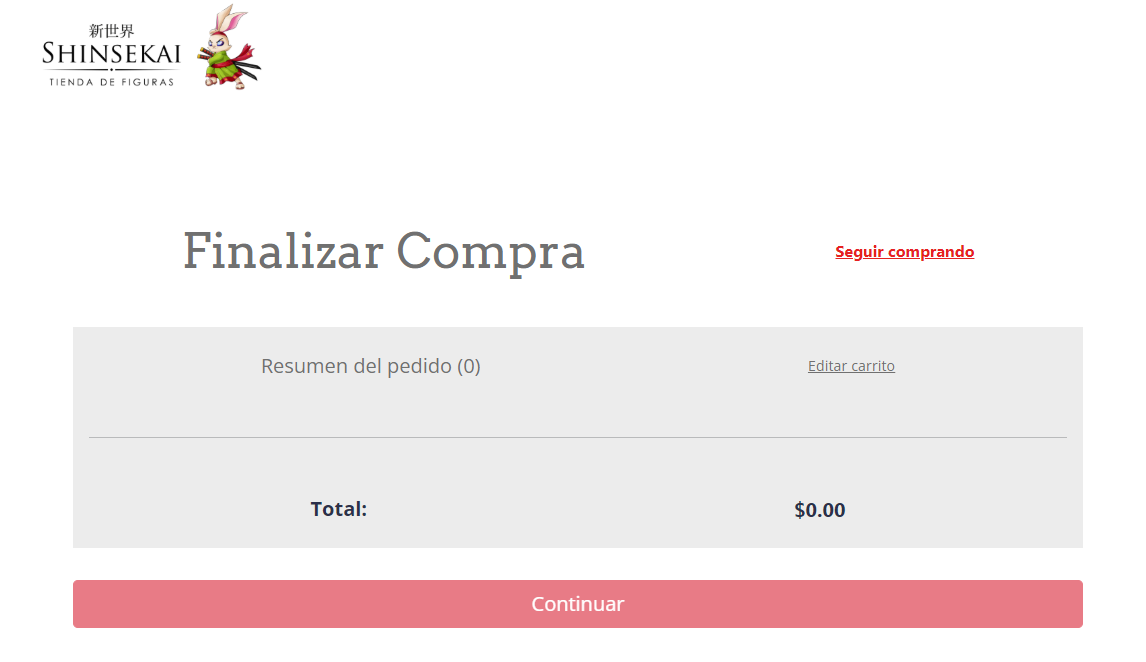 新世界
SHINSEKAI
TIENDA DE FIGURAS
Finalizar Compra
Seguir comprando
Resumen del pedido (0)
Editar carrito
Total:
$0.00
Continuar